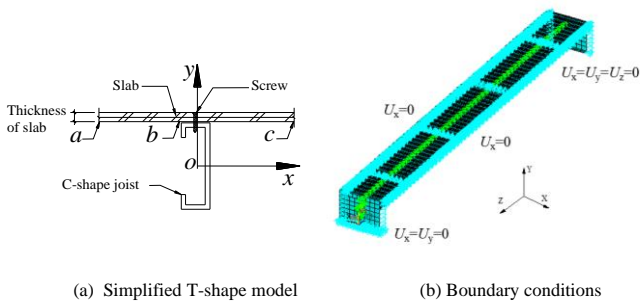 y
Slab
Screw
Thickness
of slab
a
b
c
o
x
C-shape joist
Ux=Uy=Uz=0
Ux=0
Ux=0
Y
X
Z
Ux=Uy=0
(a) Simplified T-shape model
(b) Boundary conditions